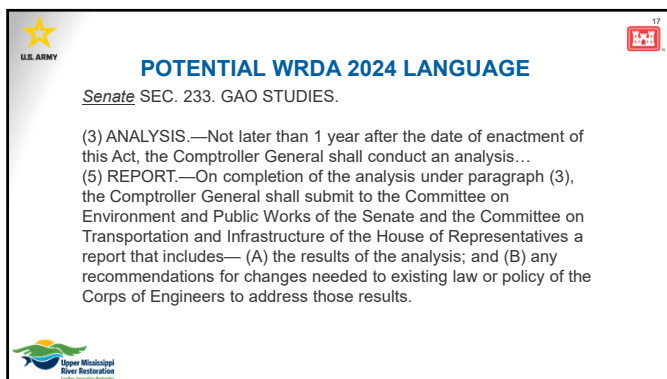 17
U.S. ARMY
POTENTIAL WRDA 2024 LANGUAGE
Senate SEC. 233. GAO STUDIES.
(3) ANALYSIS.—Not later than 1 year after the date of enactment of
this Act, the Comptroller General shall conduct an analysis…
(5) REPORT.—On completion of the analysis under paragraph (3),
the Comptroller General shall submit to the Committee on
Environment and Public Works of the Senate and the Committee on
Transportation and Infrastructure of the House of Representatives a
report that includes— (A) the results of the analysis; and (B) any
recommendations for changes needed to existing law or policy of the
Corps of Engineers to address those results.
Upper Mississippi
River Restoration